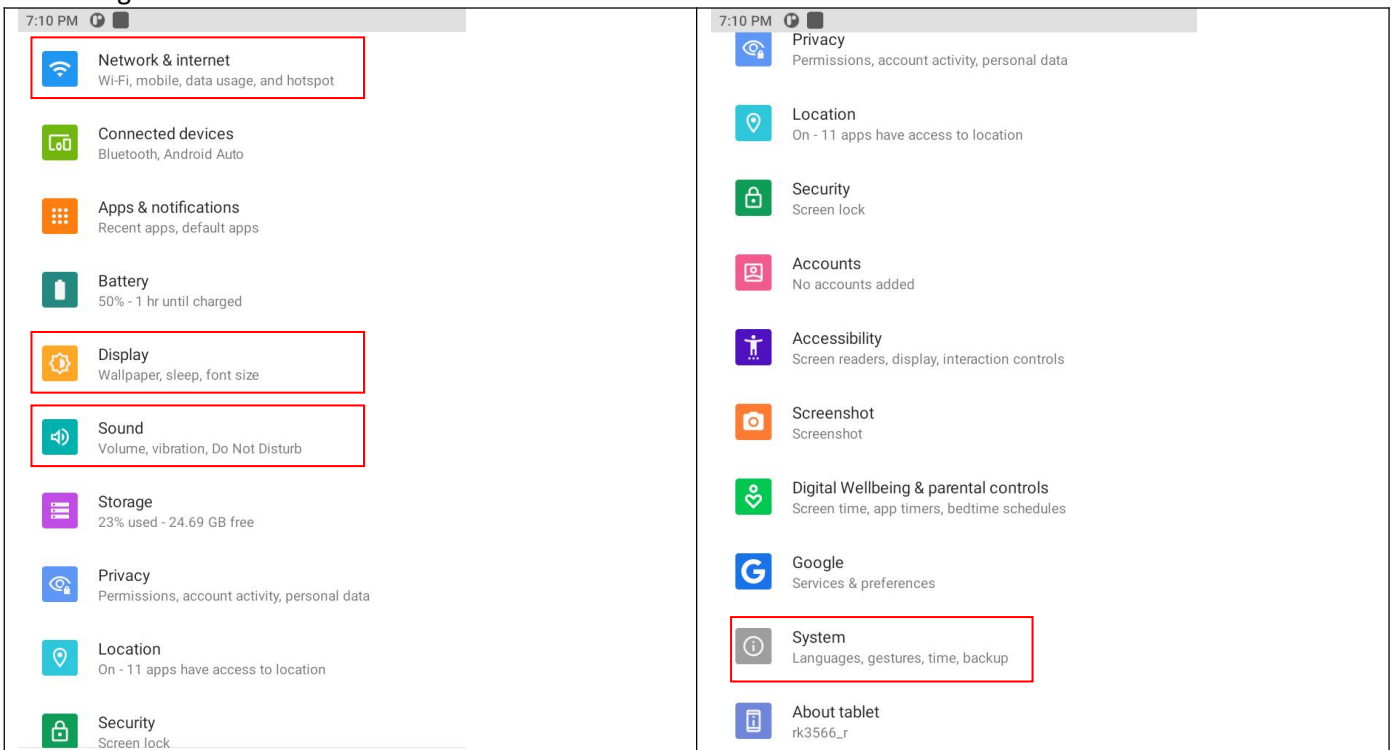 7:10 PM
Network & internet
Wi-Fi, mobile, data usage, and hotspot
Connected devices
Bluetooth, Android Auto
Apps & notifications
Recent apps, default apps
Battery
50% - 1 hr until charged
Display
Wallpaper, sleep, font size
Sound
Volume, vibration, Do Not Disturb
Storage
23% used - 24.69 GB free
Privacy
Permissions, account activity, personal data
Location
On - 11 apps have access to location
Security
Screen lock
7:10 PM
Privacy
Permissions, account activity, personal data
Location
On - 11 apps have access to location
Security
Screen lock
Accounts
No accounts added
Accessibility
Screen readers, display, interaction controls
Screenshot
Screenshot
Digital Wellbeing & parental controls
Screen time, app timers, bedtime schedules
Google
Services & preferences
System
Languages, gestures, time, backup
About tablet
rk3566_r